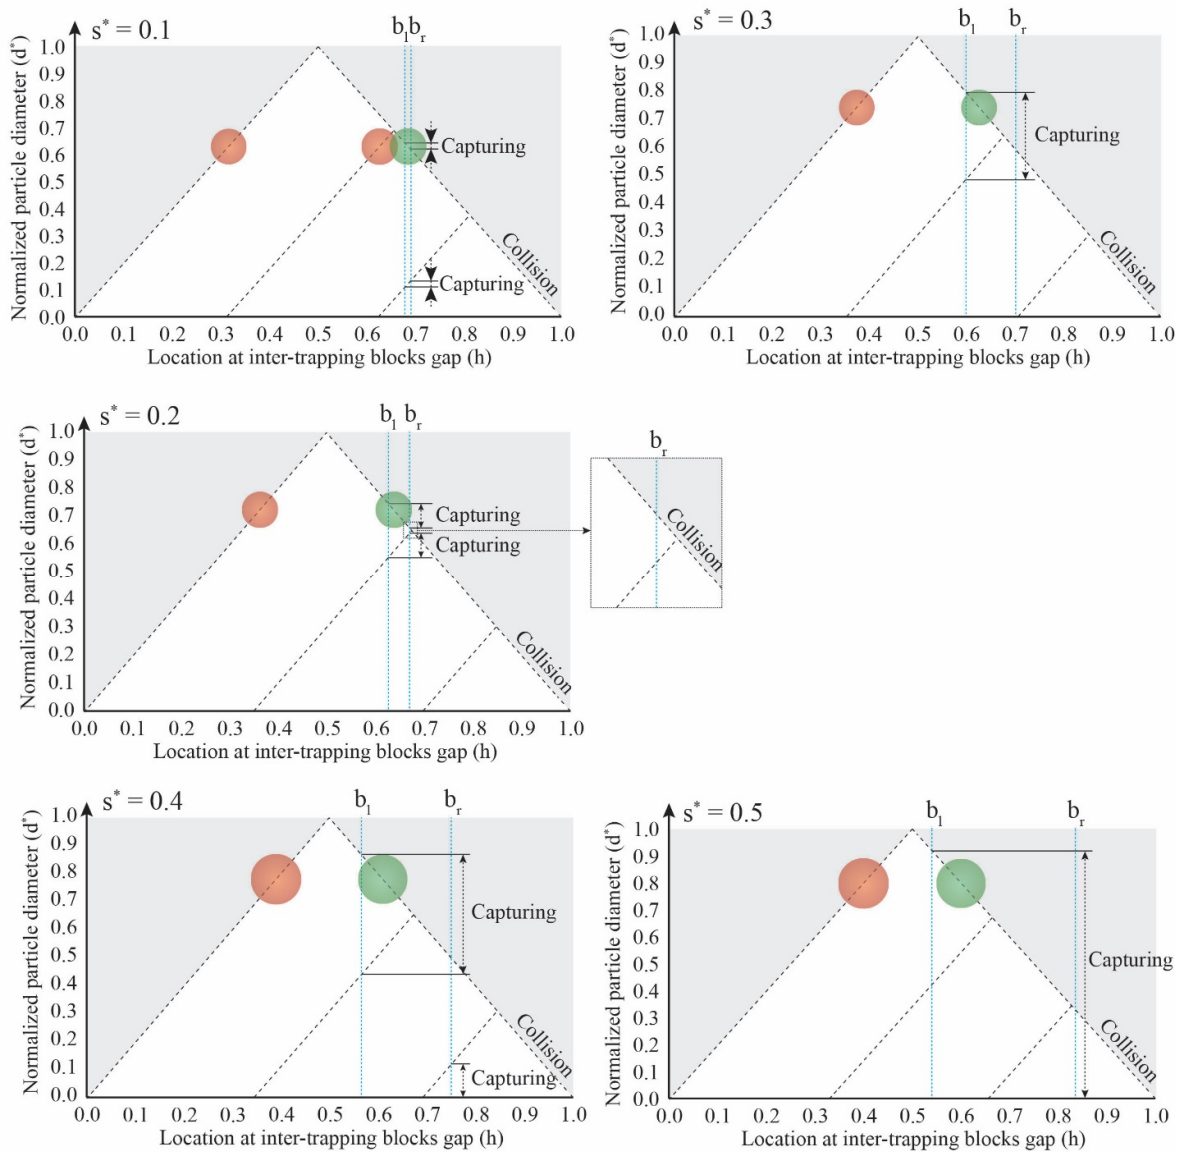 s* = 0.1
b_l b_r
Normalized particle diameter (d*)
1.0
0.9
0.8
0.7
0.6
0.5
0.4
0.3
0.2
0.1
0.0
Capturing
Capturing
Collision
0.0 0.1 0.2 0.3 0.4 0.5 0.6 0.7 0.8 0.9 1.0
Location at inter-trapping blocks gap (h)
s* = 0.3
b_l b_r
Normalized particle diameter (d*)
1.0
0.9
0.8
0.7
0.6
0.5
0.4
0.3
0.2
0.1
0.0
Capturing
Collision
0.0 0.1 0.2 0.3 0.4 0.5 0.6 0.7 0.8 0.9 1.0
Location at inter-trapping blocks gap (h)
s* = 0.2
b_l b_r
Normalized particle diameter (d*)
1.0
0.9
0.8
0.7
0.6
0.5
0.4
0.3
0.2
0.1
0.0
Capturing
Capturing
Collision
0.0 0.1 0.2 0.3 0.4 0.5 0.6 0.7 0.8 0.9 1.0
Location at inter-trapping blocks gap (h)
b_r
Collision
s* = 0.4
b_l b_r
Normalized particle diameter (d*)
1.0
0.9
0.8
0.7
0.6
0.5
0.4
0.3
0.2
0.1
0.0
Capturing
Collision
Capturing
0.0 0.1 0.2 0.3 0.4 0.5 0.6 0.7 0.8 0.9 1.0
Location at inter-trapping blocks gap (h)
s* = 0.5
b_l b_r
Normalized particle diameter (d*)
1.0
0.9
0.8
0.7
0.6
0.5
0.4
0.3
0.2
0.1
0.0
Capturing
Collision
0.0 0.1 0.2 0.3 0.4 0.5 0.6 0.7 0.8 0.9 1.0
Location at inter-trapping blocks gap (h)